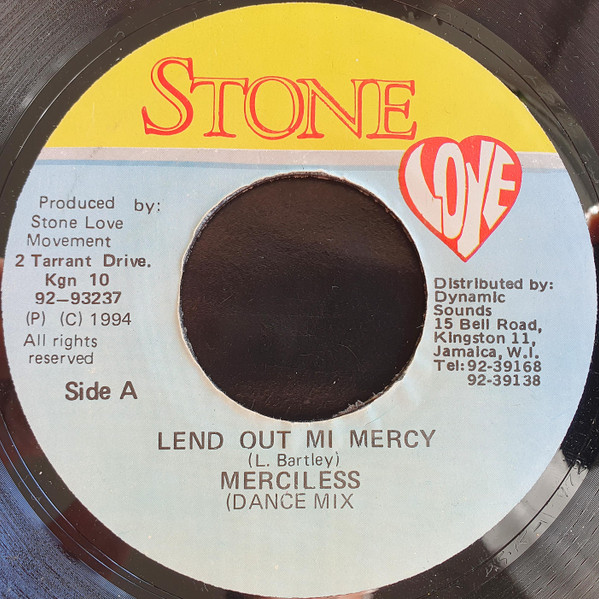 STONE
LOVE
Produced by:
Stone Love
Movement
2 Tarrant Drive.
Kgn 10
92-93237
(P) (C) 1994
All rights
reserved
Side A
Distributed by:
Dynamic
Sounds
15 Bell Road,
Kingston 11,
Jamaica, W.I.
Tel: 92-39168
92-39138
LEND OUT MI MERCY
(L. Bartley)
MERCILESS
(DANCE MIX